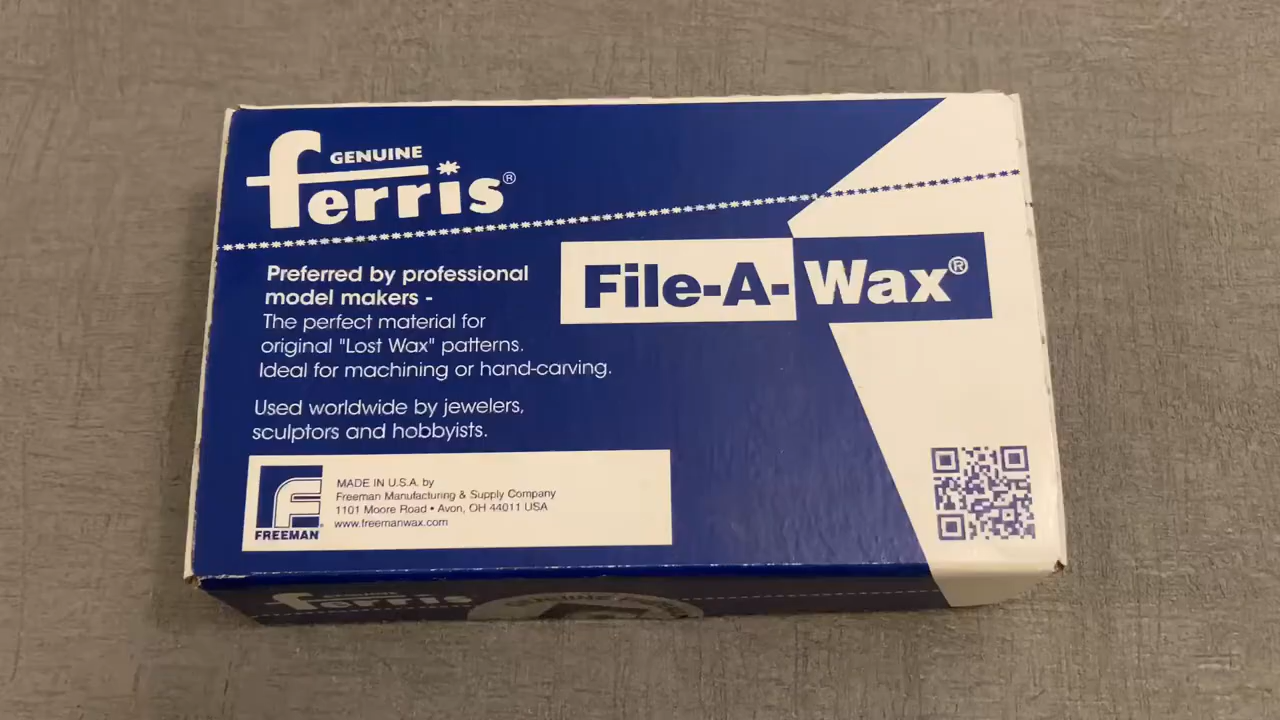 GENUINE
ferris®
File-A-Wax®
Preferred by professional
model makers -
The perfect material for
original "Lost Wax" patterns.
Ideal for machining or hand-carving.
Used worldwide by jewelers,
sculptors and hobbyists.
FREEMAN®
MADE IN U.S.A. by
Freeman Manufacturing & Supply Company
1101 Moore Road • Avon, OH 44011 USA
www.freemanwax.com
ferris